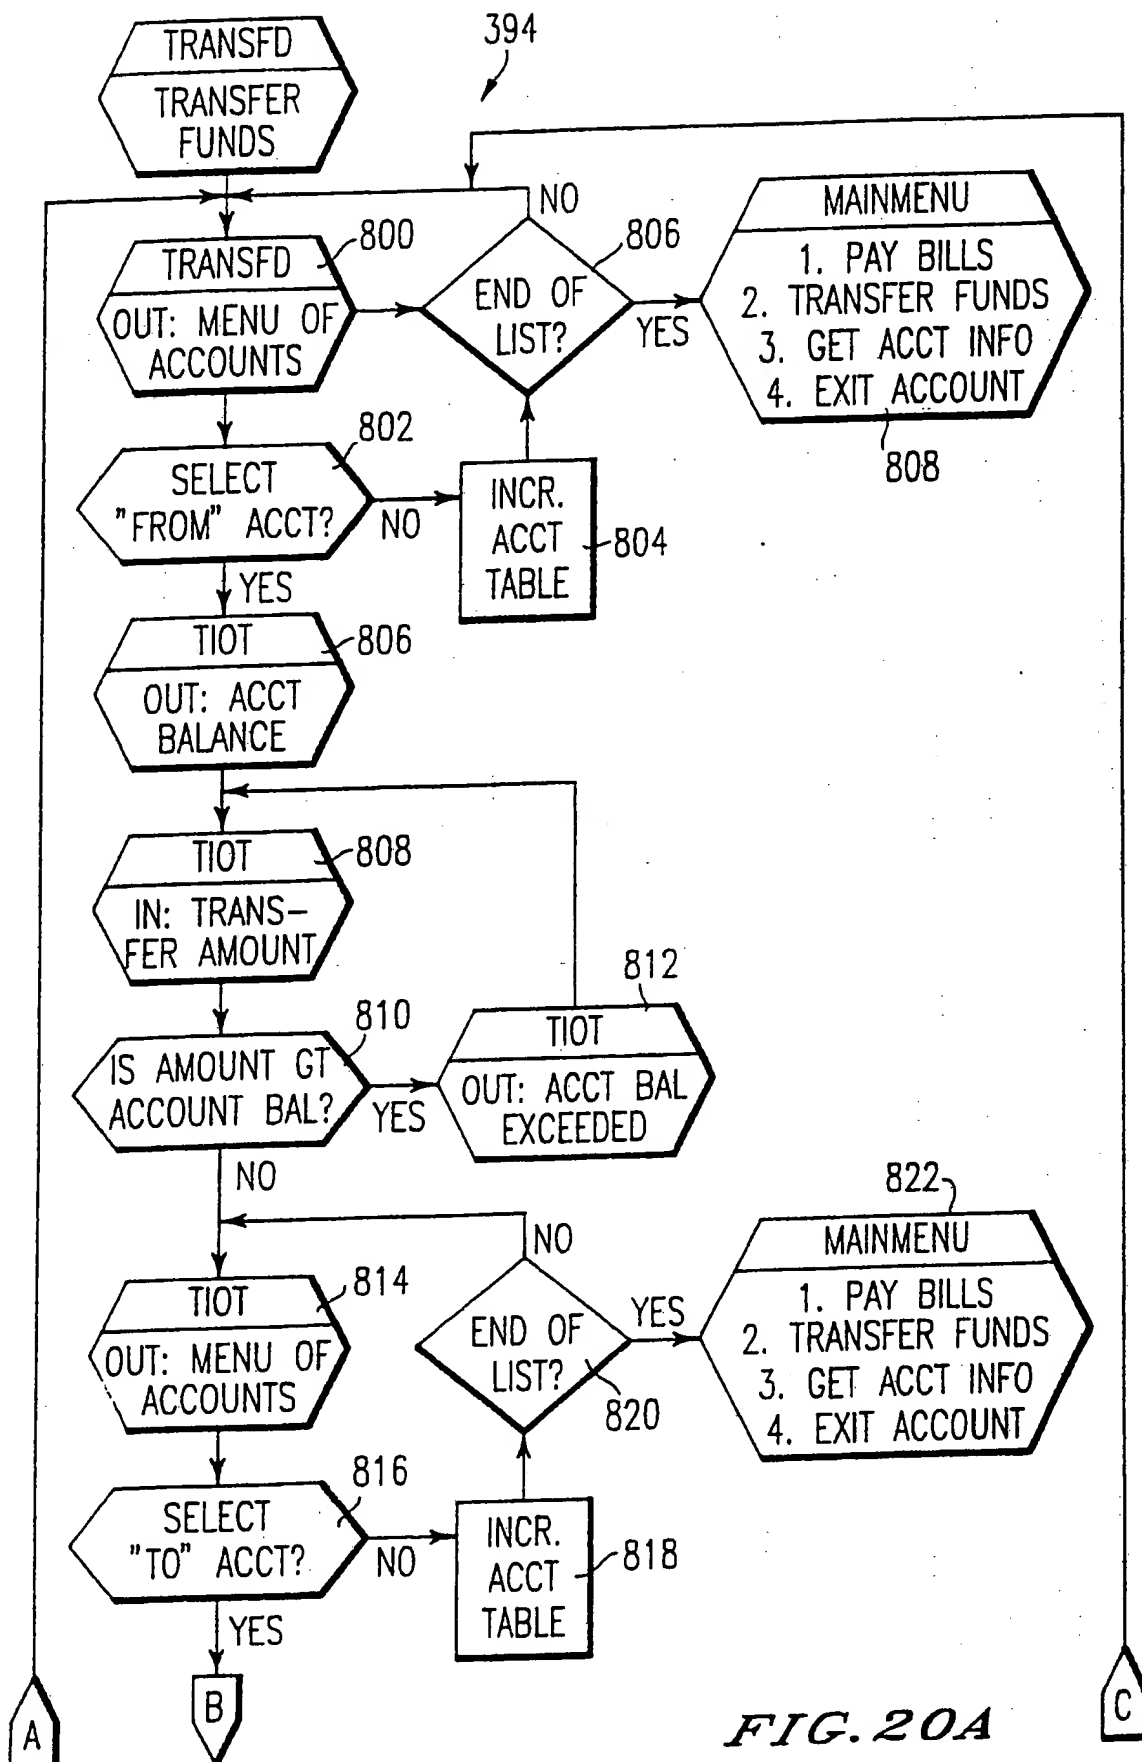 394
TRANSFD
TRANSFER
FUNDS
800
TRANSFD
OUT: MENU OF
ACCOUNTS
NO
806
END OF
LIST?
YES
MAINMENU
1. PAY BILLS
2. TRANSFER FUNDS
3. GET ACCT INFO
4. EXIT ACCOUNT
808
802
SELECT
"FROM" ACCT?
NO
INCR.
ACCT
TABLE
804
YES
TIOT
806
OUT: ACCT
BALANCE
TIOT
808
IN: TRANS-
FER AMOUNT
810
IS AMOUNT GT
ACCOUNT BAL?
YES
812
TIOT
OUT: ACCT BAL
EXCEEDED
NO
814
TIOT
OUT: MENU OF
ACCOUNTS
NO
END OF
LIST?
820
YES
822
MAINMENU
1. PAY BILLS
2. TRANSFER FUNDS
3. GET ACCT INFO
4. EXIT ACCOUNT
816
SELECT
"TO" ACCT?
NO
INCR.
ACCT
TABLE
818
YES
A
B
C
FIG. 20A